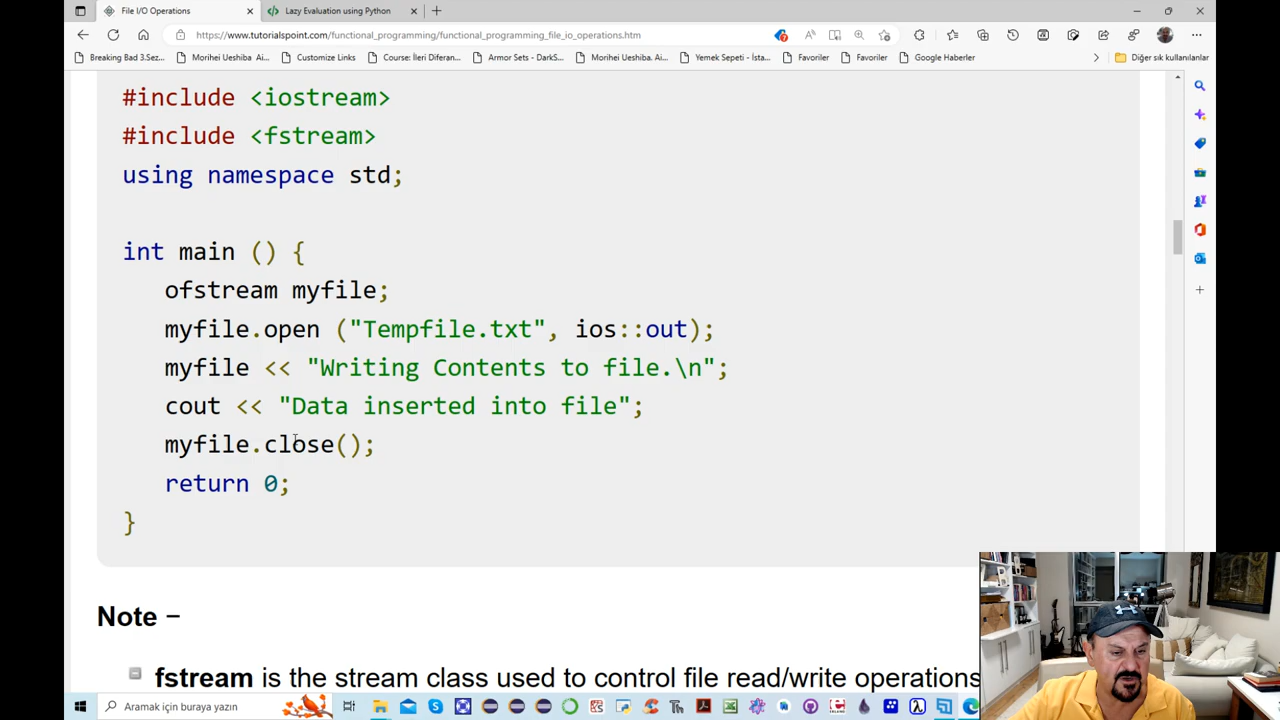 File I/O Operations
Lazy Evaluation using Python
https://www.tutorialspoint.com/functional_programming/functional_programming_file_io_operations.htm
Breaking Bad 3.Sez...
Morihei Ueshiba Ai...
Customize Links
Course: İleri Diferan...
Armor Sets - DarkS...
Morihei Ueshiba. Ai...
Yemek Sepeti - İsta...
Favoriler
Favoriler
Google Haberler
Diğer sık kullanılanlar
#include <iostream>
#include <fstream>
using namespace std;
int main () {
ofstream myfile;
myfile.open ("Tempfile.txt", ios::out);
myfile << "Writing Contents to file.\n";
cout << "Data inserted into file";
myfile.close();
return 0;
}
Note −
fstream is the stream class used to control file read/write operations
Aramak için buraya yazın